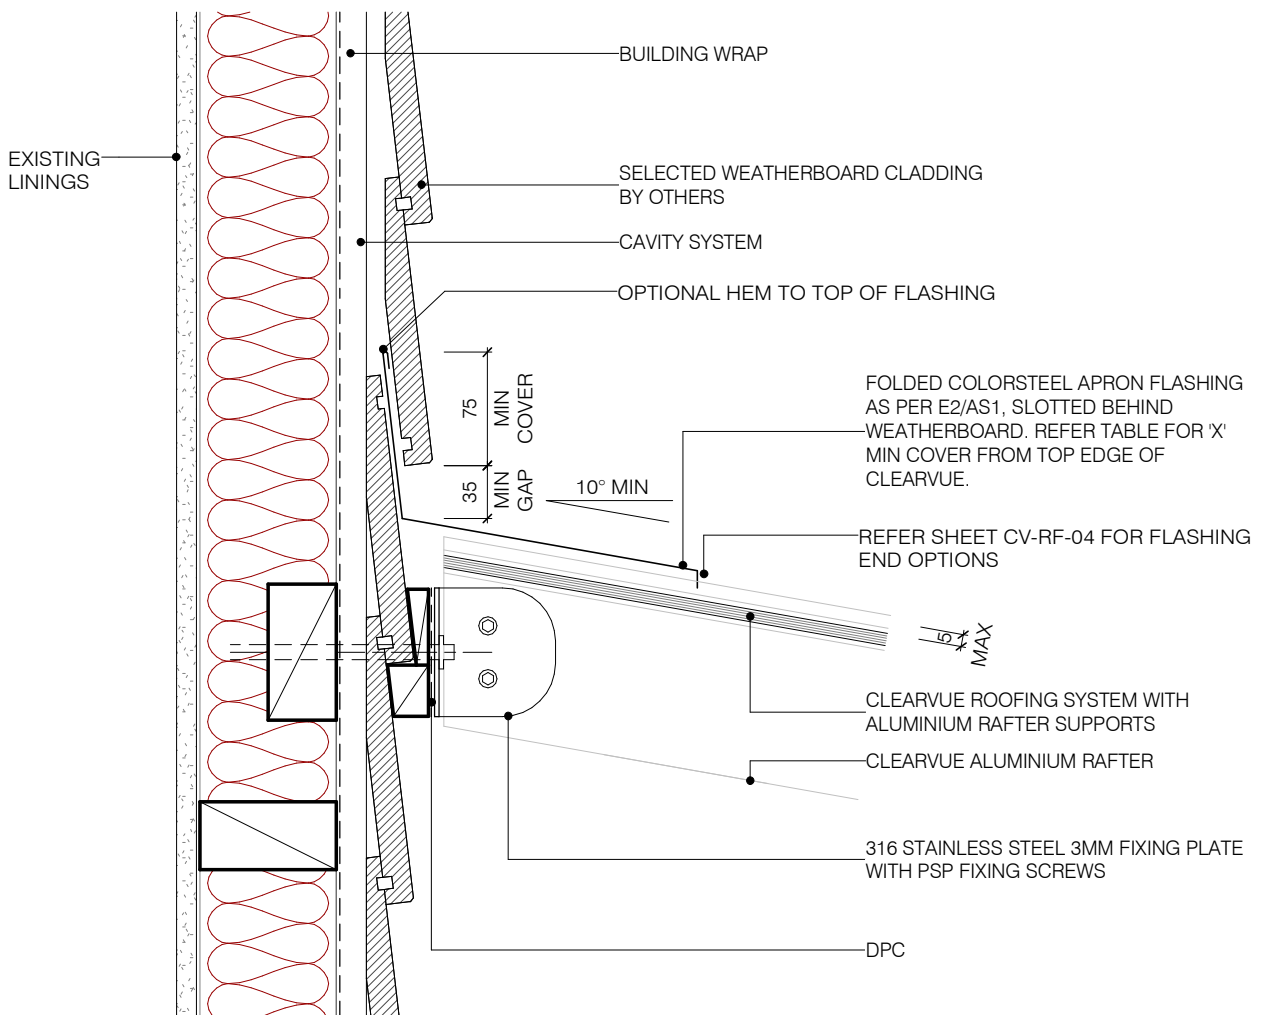 BUILDING WRAP
EXISTING
LININGS
SELECTED WEATHERBOARD CLADDING
BY OTHERS
CAVITY SYSTEM
OPTIONAL HEM TO TOP OF FLASHING
75
MIN
COVER
35
MIN
GAP
10° MIN
FOLDED COLORSTEEL APRON FLASHING
AS PER E2/AS1, SLOTTED BEHIND
WEATHERBOARD. REFER TABLE FOR 'X'
MIN COVER FROM TOP EDGE OF
CLEARVUE.
REFER SHEET CV-RF-04 FOR FLASHING
END OPTIONS
5
MAX
CLEARVUE ROOFING SYSTEM WITH
ALUMINIUM RAFTER SUPPORTS
CLEARVUE ALUMINIUM RAFTER
316 STAINLESS STEEL 3MM FIXING PLATE
WITH PSP FIXING SCREWS
DPC